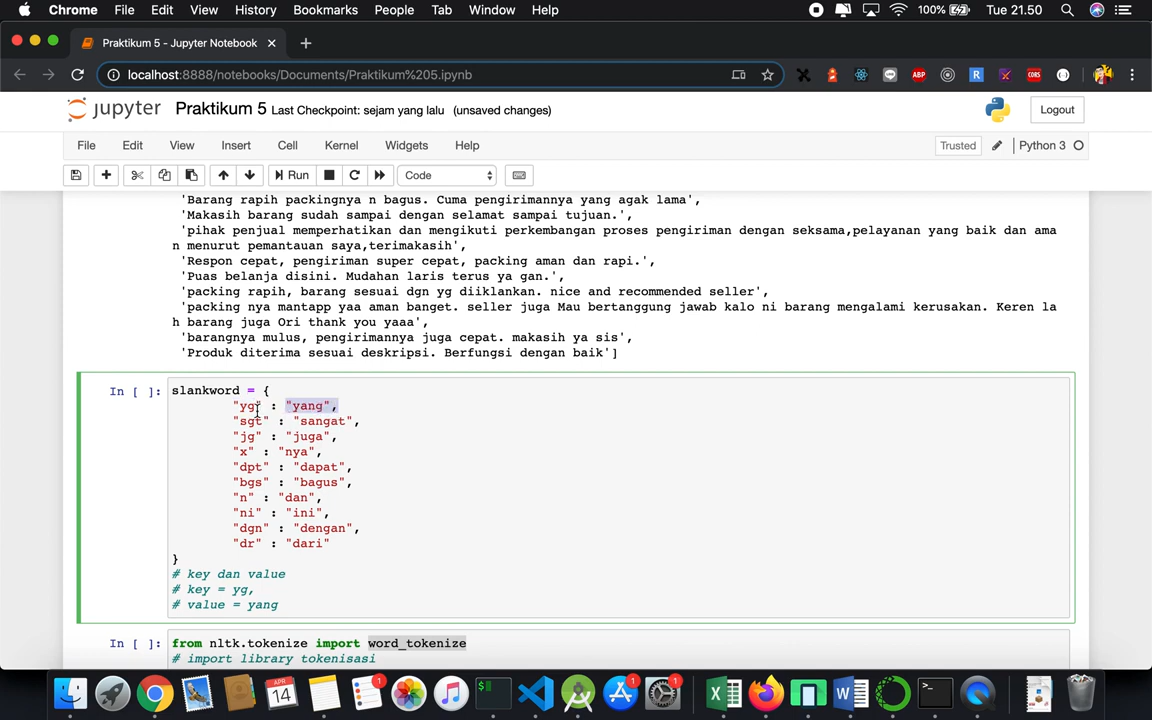 Chrome File Edit View History Bookmarks People Tab Window Help 100% Tue 21.50
Praktikum 5 - Jupyter Notebook
localhost:8888/notebooks/Documents/Praktikum%205.ipynb
ABP R CORS
jupyter Praktikum 5 Last Checkpoint: sejam yang lalu (unsaved changes) Logout
File Edit View Insert Cell Kernel Widgets Help Trusted Python 3
Run Code
'Barang rapih packingnya n bagus. Cuma pengirimannya yang agak lama',
'Makasih barang sudah sampai dengan selamat sampai tujuan.',
'pihak penjual memperhatikan dan mengikuti perkembangan proses pengiriman dengan seksama,pelayanan yang baik dan ama
n menurut pemantauan saya,terimakasih',
'Respon cepat, pengiriman super cepat, packing aman dan rapi.',
'Puas belanja disini. Mudahan laris terus ya gan.',
'packing rapih, barang sesuai dgn yg diiklankan. nice and recommended seller',
'packing nya mantapp yaa aman banget. seller juga Mau bertanggung jawab kalo ni barang mengalami kerusakan. Keren la
h barang juga Ori thank you yaaa',
'barangnya mulus, pengirimannya juga cepat. makasih ya sis',
'Produk diterima sesuai deskripsi. Berfungsi dengan baik']
In [ ]: slankword = {
"yg" : "yang",
"sgt" : "sangat",
"jg" : "juga",
"x" : "nya",
"dpt" : "dapat",
"bgs" : "bagus",
"n" : "dan",
"ni" : "ini",
"dgn" : "dengan",
"dr" : "dari"
}
# key dan value
# key = yg,
# value = yang
In [ ]: from nltk.tokenize import word_tokenize
# import library tokenisasi
APR 14 1 1 1